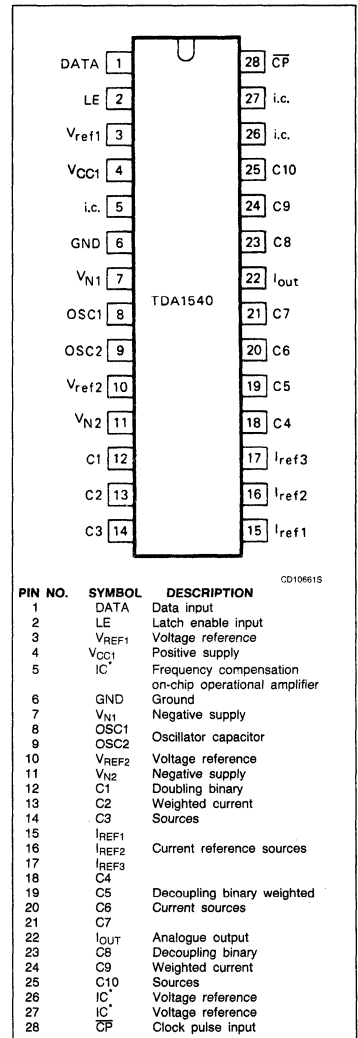 DATA 1 28 C̅P̅
LE 2 27 i.c.
Vref1 3 26 i.c.
VCC1 4 25 C10
i.c. 5 24 C9
GND 6 23 C8
VN1 7 22 Iout
TDA1540
OSC1 8 21 C7
OSC2 9 20 C6
Vref2 10 19 C5
VN2 11 18 C4
C1 12 17 Iref3
C2 13 16 Iref2
C3 14 15 Iref1
CD10661S
PIN NO. SYMBOL DESCRIPTION
1 DATA Data input
2 LE Latch enable input
3 VREF1 Voltage reference
4 VCC1 Positive supply
5 IC* Frequency compensation
on-chip operational amplifier
6 GND Ground
7 VN1 Negative supply
8 OSC1
Oscillator capacitor
9 OSC2
10 VREF2 Voltage reference
11 VN2 Negative supply
12 C1 Doubling binary
13 C2 Weighted current
14 C3 Sources
15 IREF1
16 IREF2 Current reference sources
17 IREF3
18 C4
19 C5 Decoupling binary weighted
20 C6 Current sources
21 C7
22 IOUT Analogue output
23 C8 Decoupling binary
24 C9 Weighted current
25 C10 Sources
26 IC* Voltage reference
27 IC* Voltage reference
28 C̅P̅ Clock pulse input